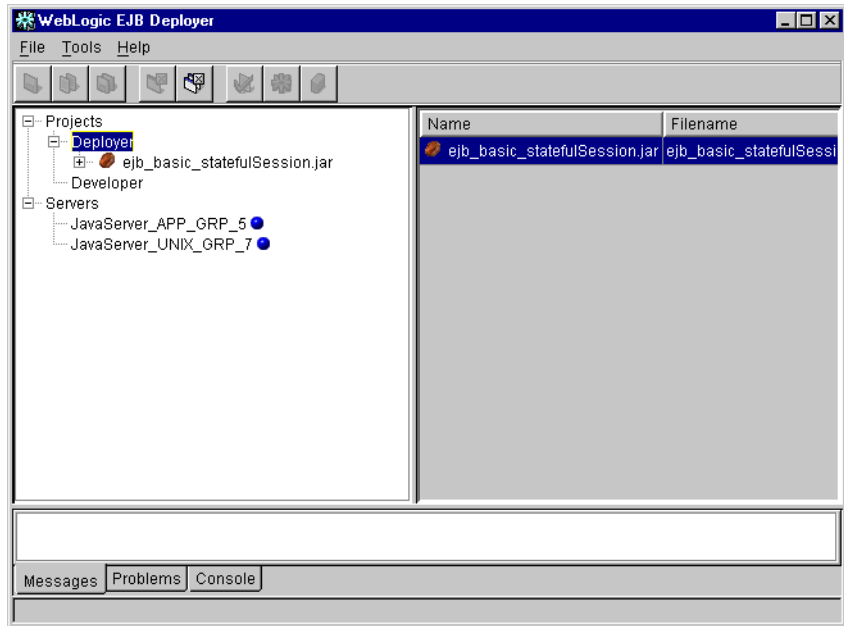 WebLogic EJB Deployer
File Tools Help
Projects
Deployer
ejb_basic_statefulSession.jar
Developer
Servers
JavaServer_APP_GRP_5
JavaServer_UNIX_GRP_7
Name Filename
ejb_basic_statefulSession.jar ejb_basic_statefulSessi
Messages Problems Console